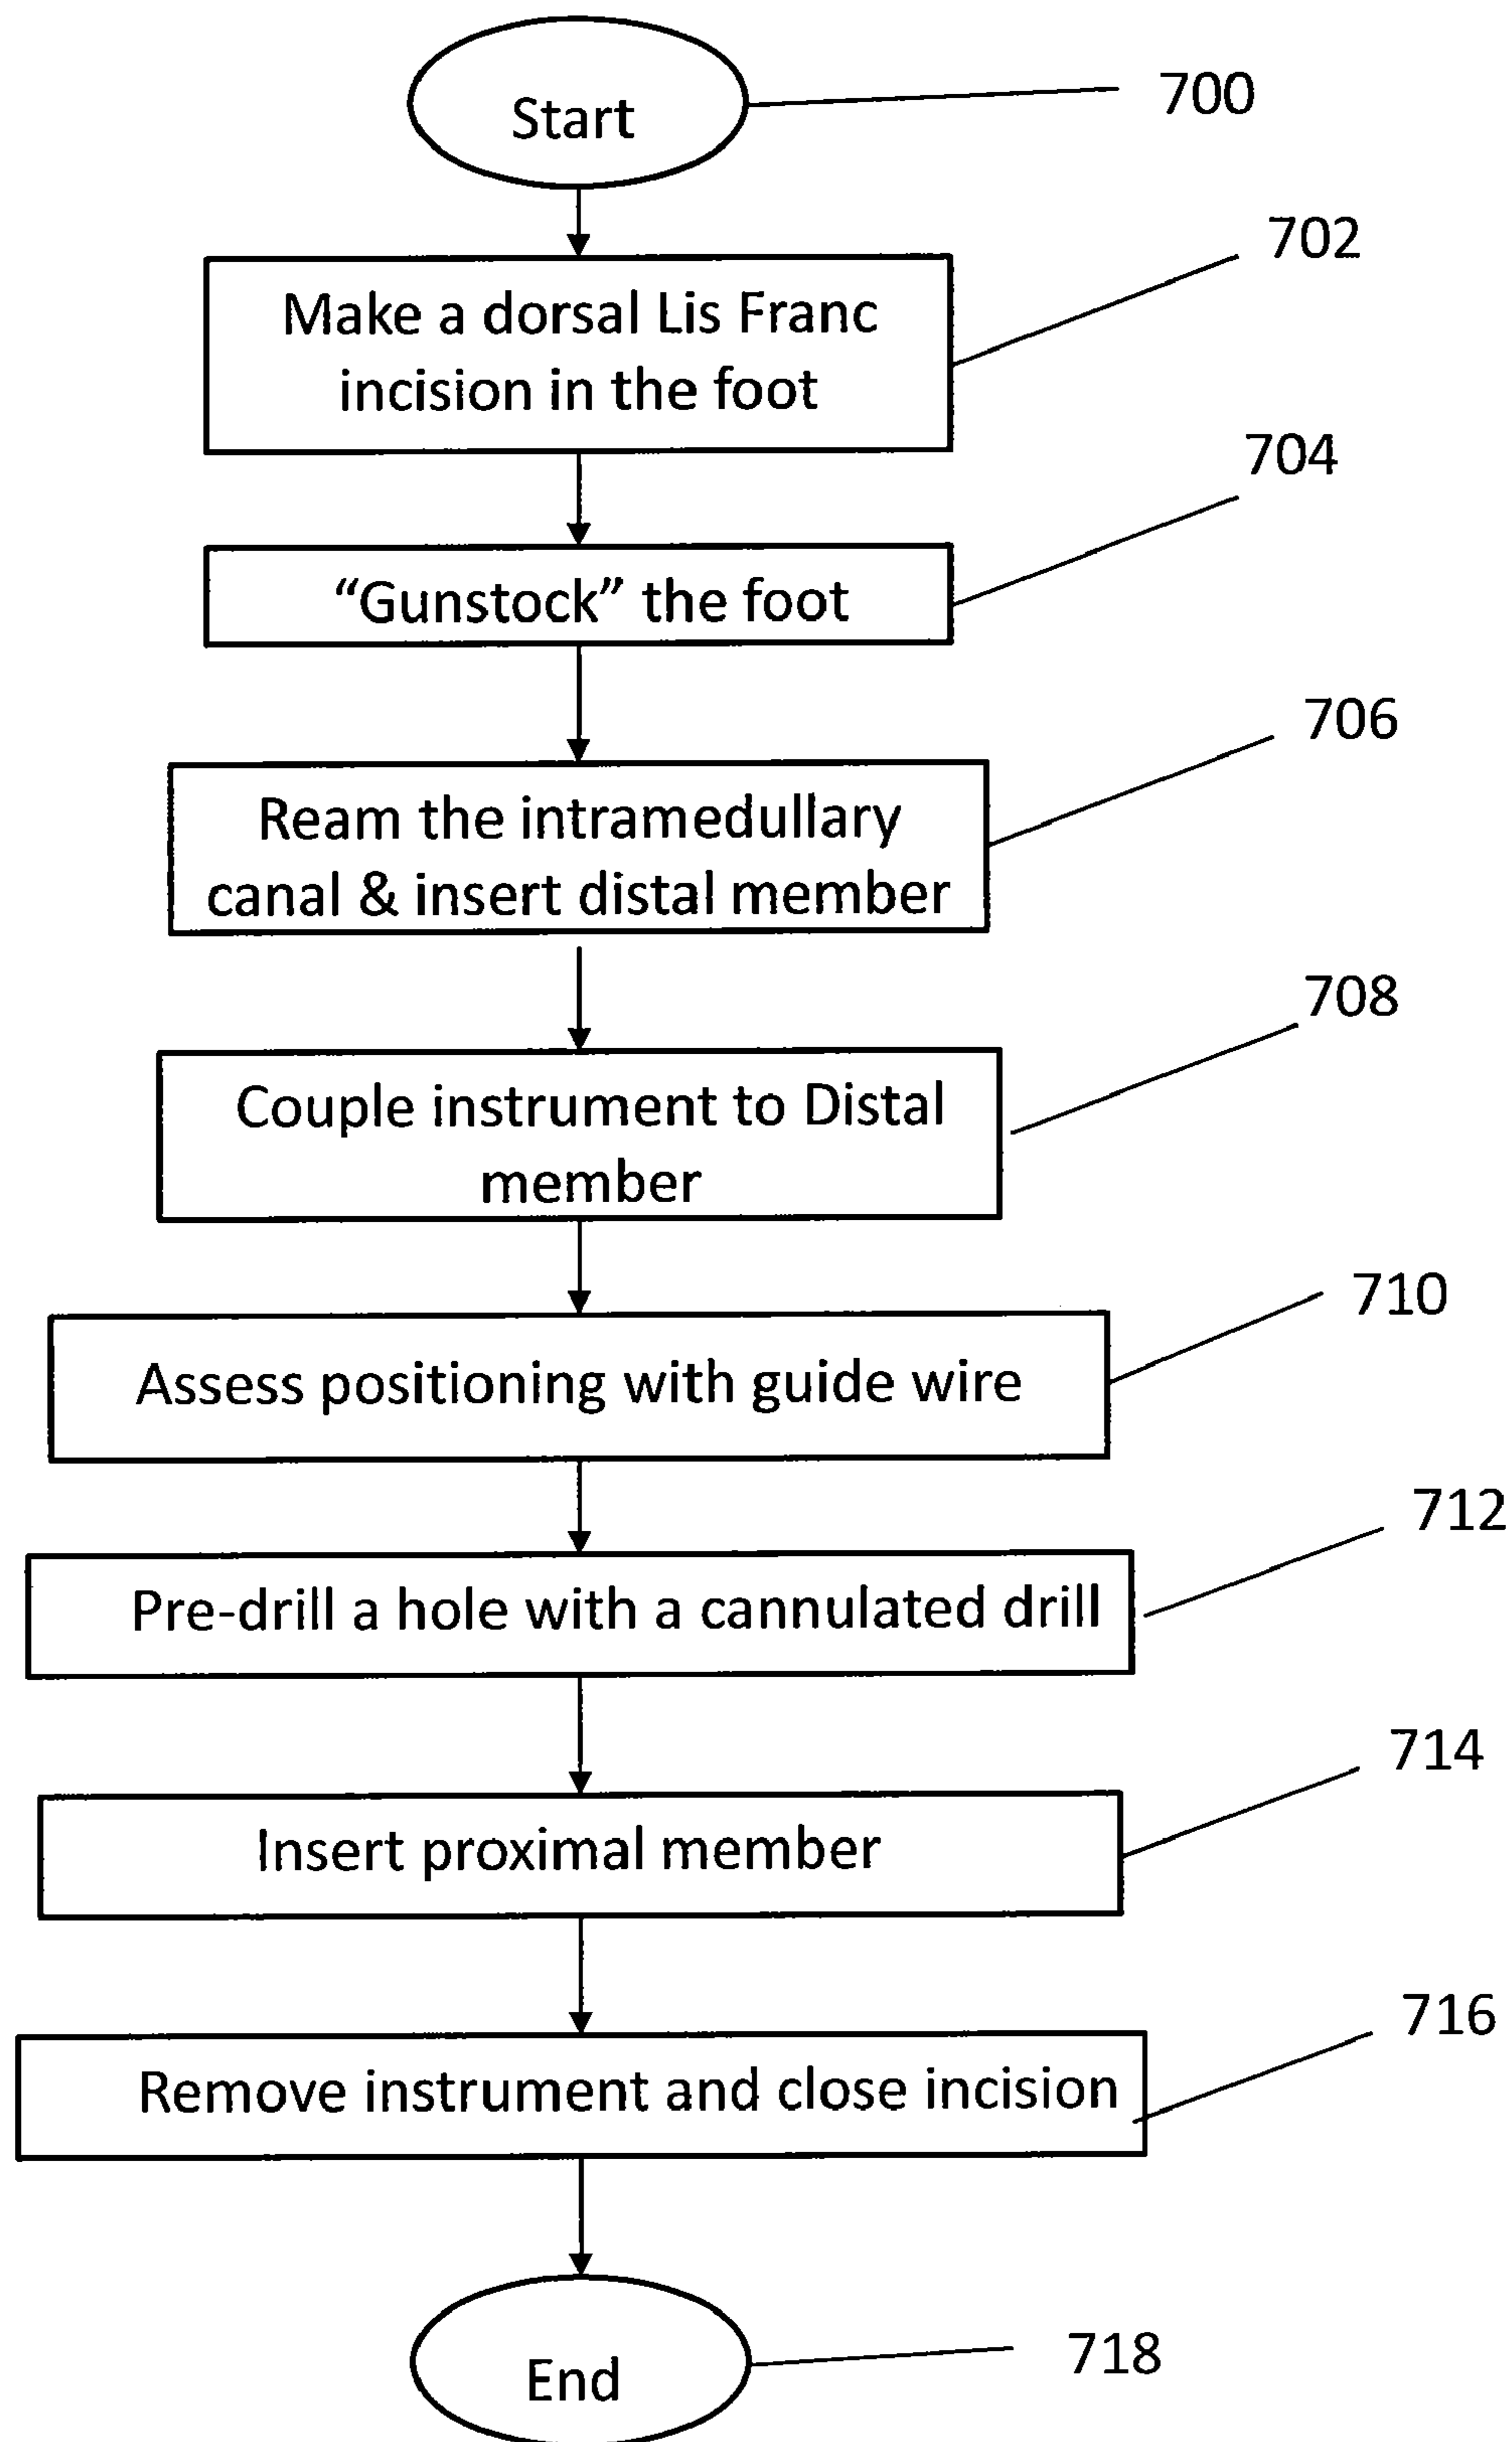 Start
700
702
Make a dorsal Lis Franc
incision in the foot
704
“Gunstock” the foot
706
Ream the intramedullary
canal & insert distal member
708
Couple instrument to Distal
member
710
Assess positioning with guide wire
712
Pre-drill a hole with a cannulated drill
714
Insert proximal member
716
Remove instrument and close incision
718
End